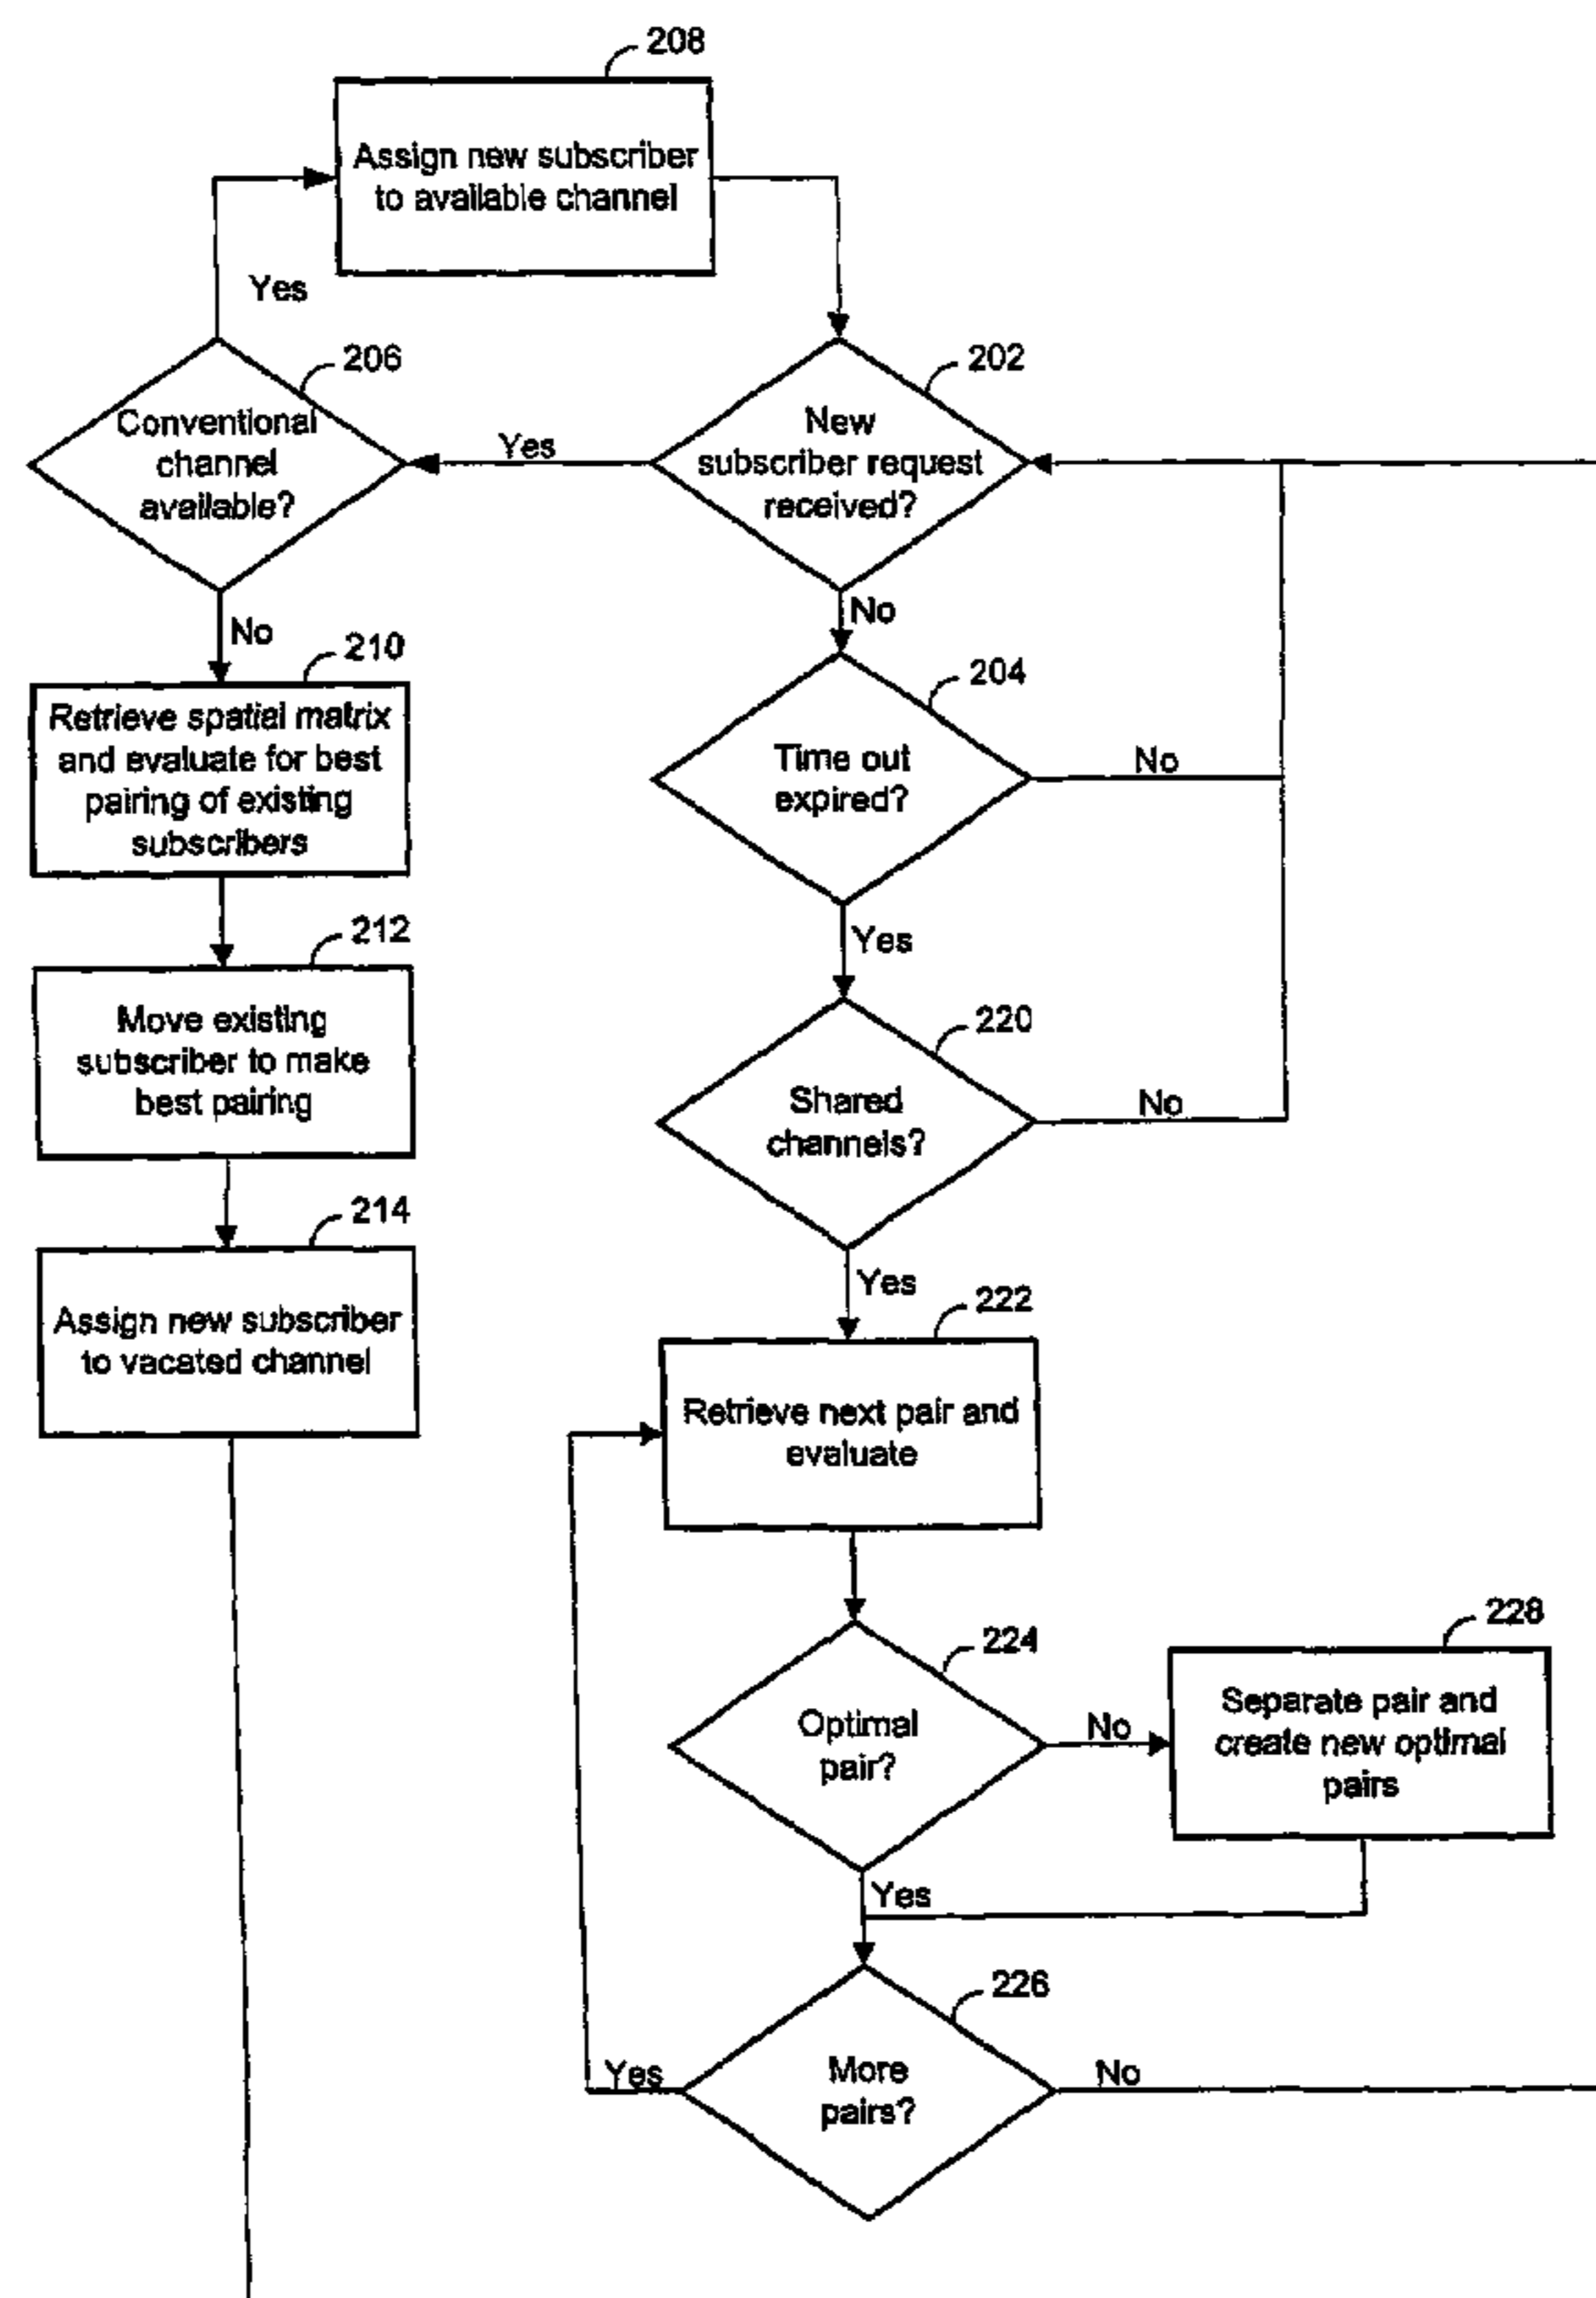 208
Assign new subscriber
to available channel
Yes
206
Conventional
channel
available?
Yes
202
New
subscriber request
received?
No
No
210
Retrieve spatial matrix
and evaluate for best
pairing of existing
subscribers
204
Time out
expired?
No
Yes
212
Move existing
subscriber to make
best pairing
220
Shared
channels?
No
Yes
214
Assign new subscriber
to vacated channel
222
Retrieve next pair and
evaluate
224
Optimal
pair?
No
Yes
228
Separate pair and
create new optimal
pairs
226
More
pairs?
Yes
No